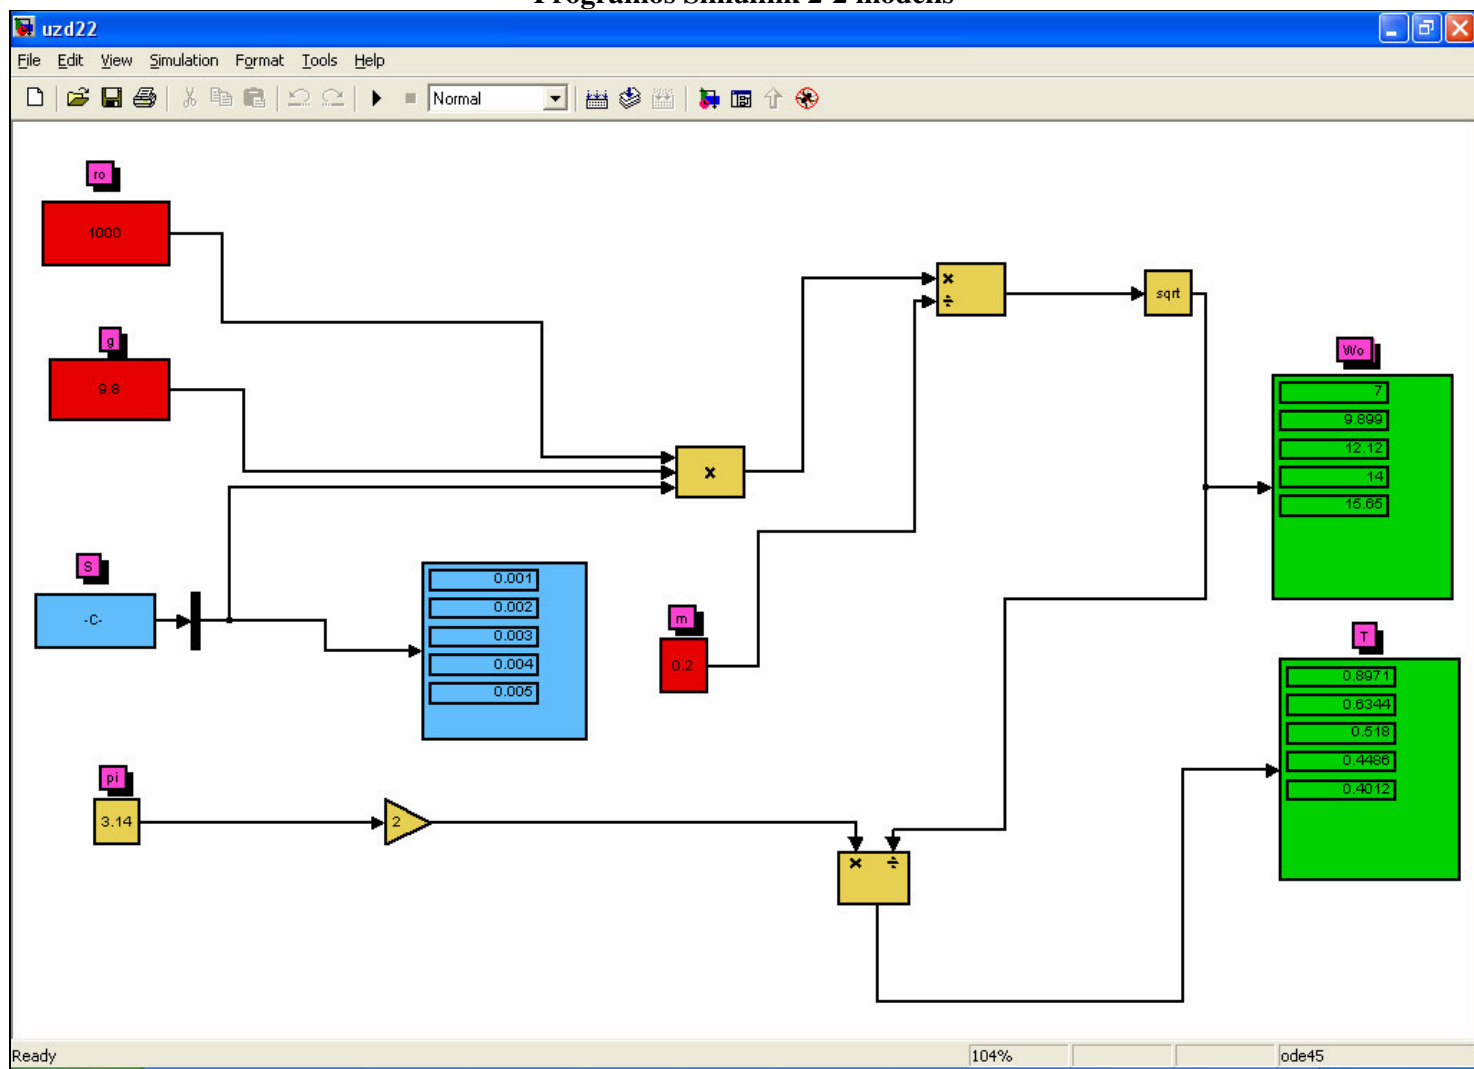 uzd22
File Edit View Simulation Format Tools Help
Normal
ro
1000
g
9.8
×
÷
sqrt
Wo
7
9.899
12.12
14
15.65
×
S
-C-
0.001
0.002
0.003
0.004
0.005
m
0.2
T
0.8971
0.6344
0.518
0.4486
0.4012
pi
3.14
2
× ÷
Ready 104% ode45